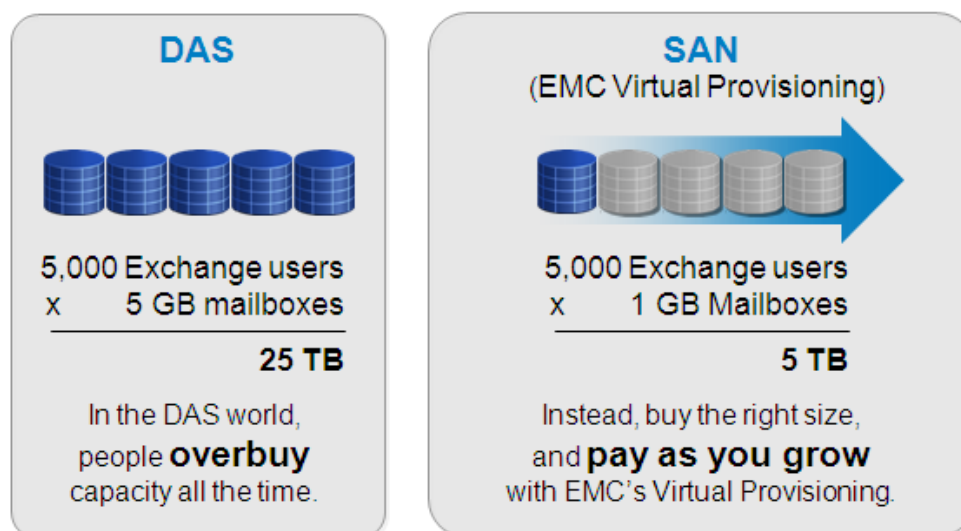 DAS
5,000 Exchange users
x 5 GB mailboxes
25 TB
In the DAS world,
people overbuy
capacity all the time.
SAN
(EMC Virtual Provisioning)
5,000 Exchange users
x 1 GB Mailboxes
5 TB
Instead, buy the right size,
and pay as you grow
with EMC's Virtual Provisioning.